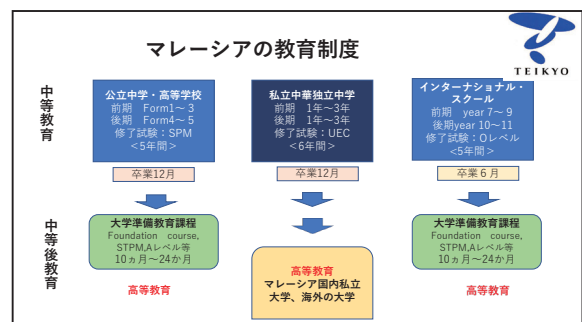 マレーシアの教育制度
TEIKYO
中等教育
公立中学・高等学校
前期　Form1～3
後期　Form4～5
修了試験：SPM
<5年間>
卒業12月
私立中華独立中学
前期　1年～3年
後期　1年～3年
修了試験：UEC
<6年間>
卒業12月
インターナショナル・
スクール
前期　year 7～9
後期year 10～11
修了試験：Oレベル
<5年間>
卒業６月
中等後教育
大学準備教育課程
Foundation　course,
STPM,Aレベル等
10ヵ月～24か月
高等教育
高等教育
マレーシア国内私立
大学、海外の大学
大学準備教育課程
Foundation　course,
STPM,Aレベル等
10ヵ月～24か月
高等教育